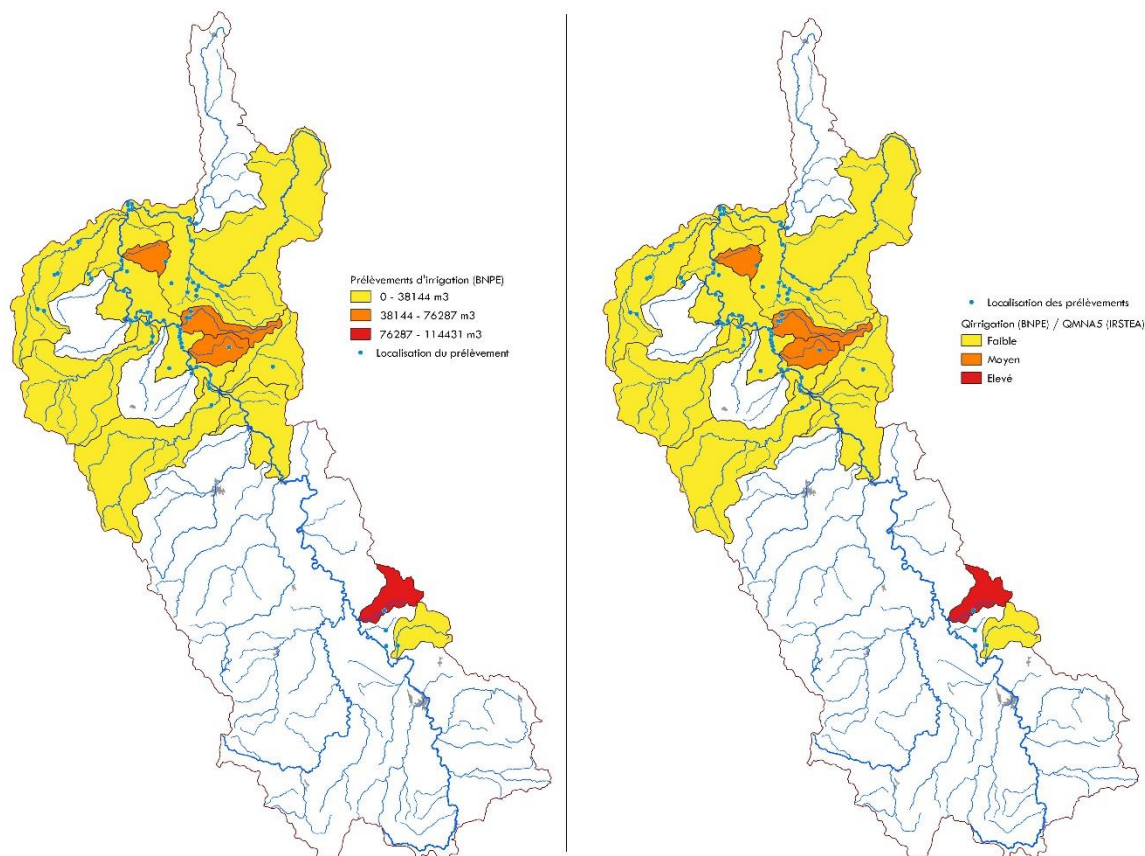 Prélèvements d'irrigation (BNPE)
0 - 38144 m3
38144 - 76287 m3
76287 - 114431 m3
Localisation du prélèvement
Localisation des prélèvements
Qirrigation (BNPE) / QMNA5 (IRSTEA)
Faible
Moyen
Elevé